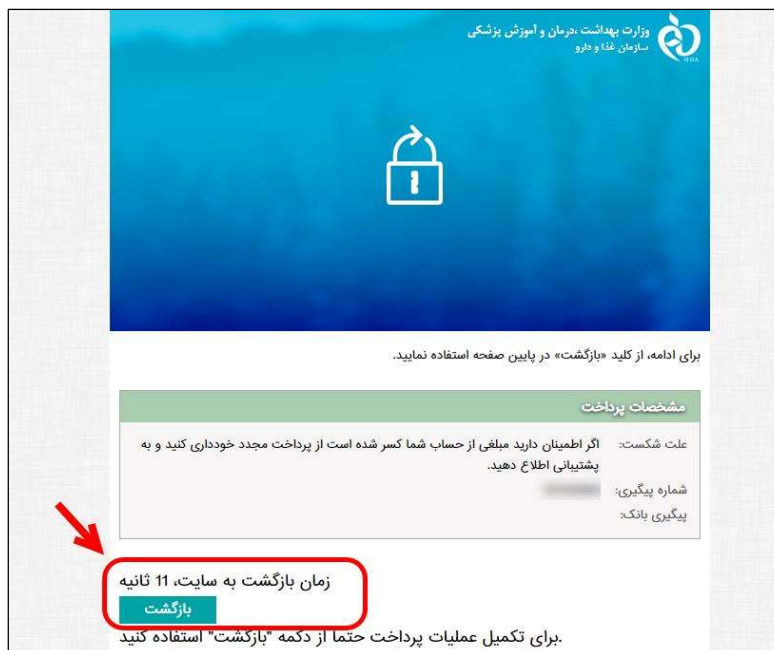 وزارت بهداشت ،درمان و آموزش پزشکی
سازمان غذا و دارو
IFDA
برای ادامه، از کلید «بازگشت» در پایین صفحه استفاده نمایید.
مشخصات پرداخت
علت شکست: اگر اطمینان دارید مبلغی از حساب شما کسر شده است از پرداخت مجدد خودداری کنید و به
پشتیبانی اطلاع دهید.
شماره پیگیری:
پیگیری بانک:
زمان بازگشت به سایت، 11 ثانیه
بازگشت
برای تکمیل عملیات پرداخت حتما از دکمه "بازگشت" استفاده کنید.